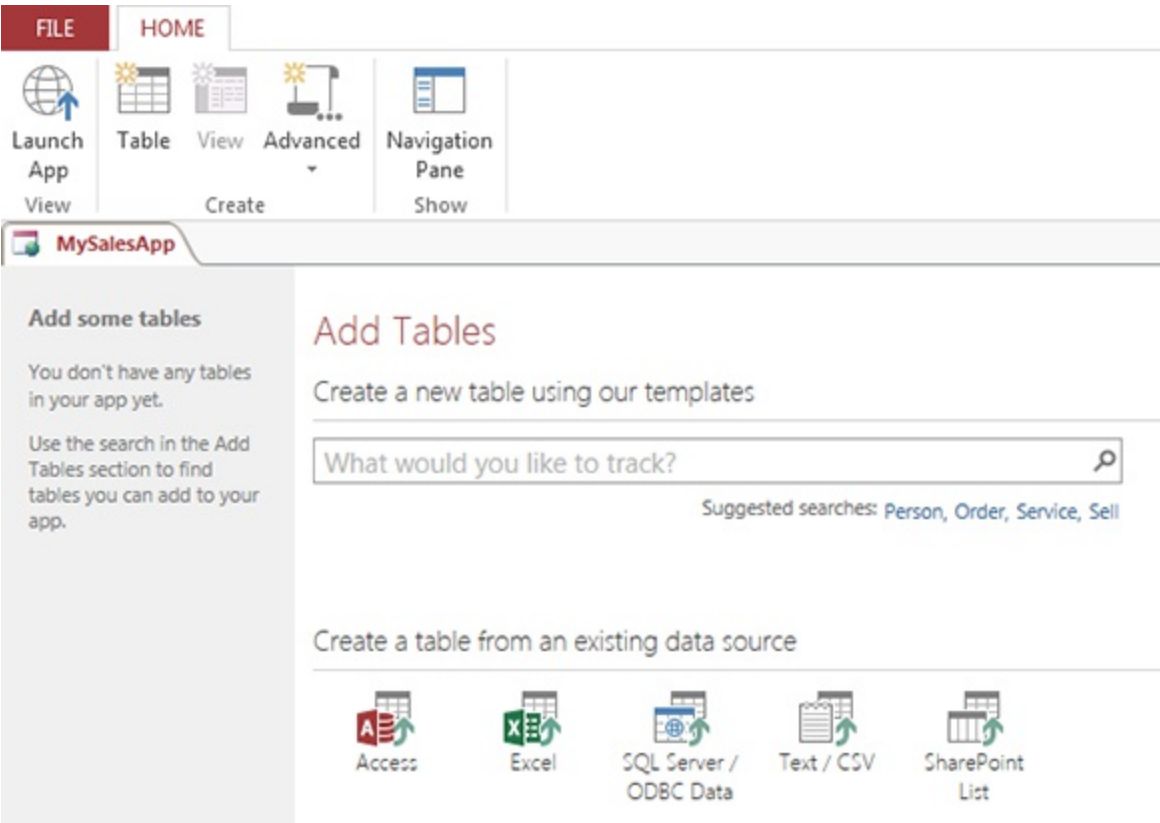 FILE
HOME
Launch App
Table
View
Advanced
Navigation Pane
View
Create
Show
MySalesApp
Add some tables
You don't have any tables
in your app yet.
Use the search in the Add
Tables section to find
tables you can add to your
app.
Add Tables
Create a new table using our templates
What would you like to track?
Suggested searches: Person, Order, Service, Sell
Create a table from an existing data source
Access
Excel
SQL Server /
ODBC Data
Text / CSV
SharePoint
List